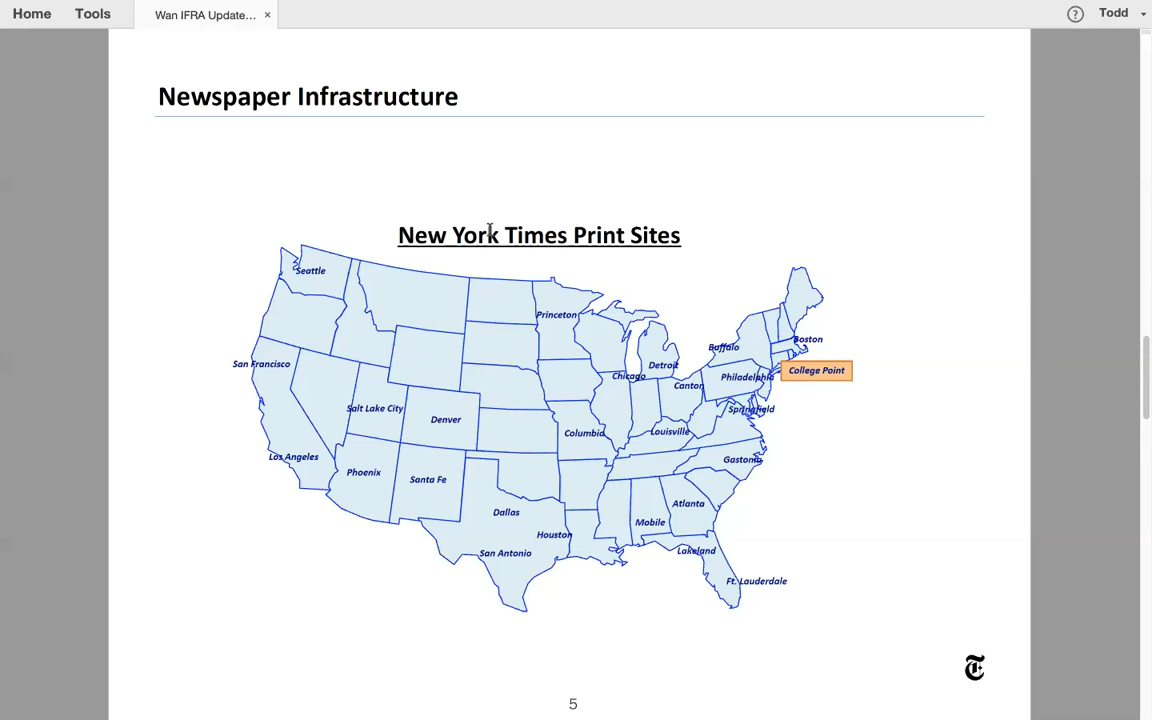 Home Tools Wan IFRA Update... × ? Todd
Newspaper Infrastructure
New York Times Print Sites
Seattle
Princeton
Boston
Buffalo
San Francisco
Detroit
College Point
Chicago
Philadelphia
Canton
Salt Lake City
Springfield
Denver
Columbia
Louisville
Los Angeles
Gastonia
Phoenix
Santa Fe
Atlanta
Dallas
Mobile
Houston
San Antonio
Lakeland
Ft. Lauderdale
T
5